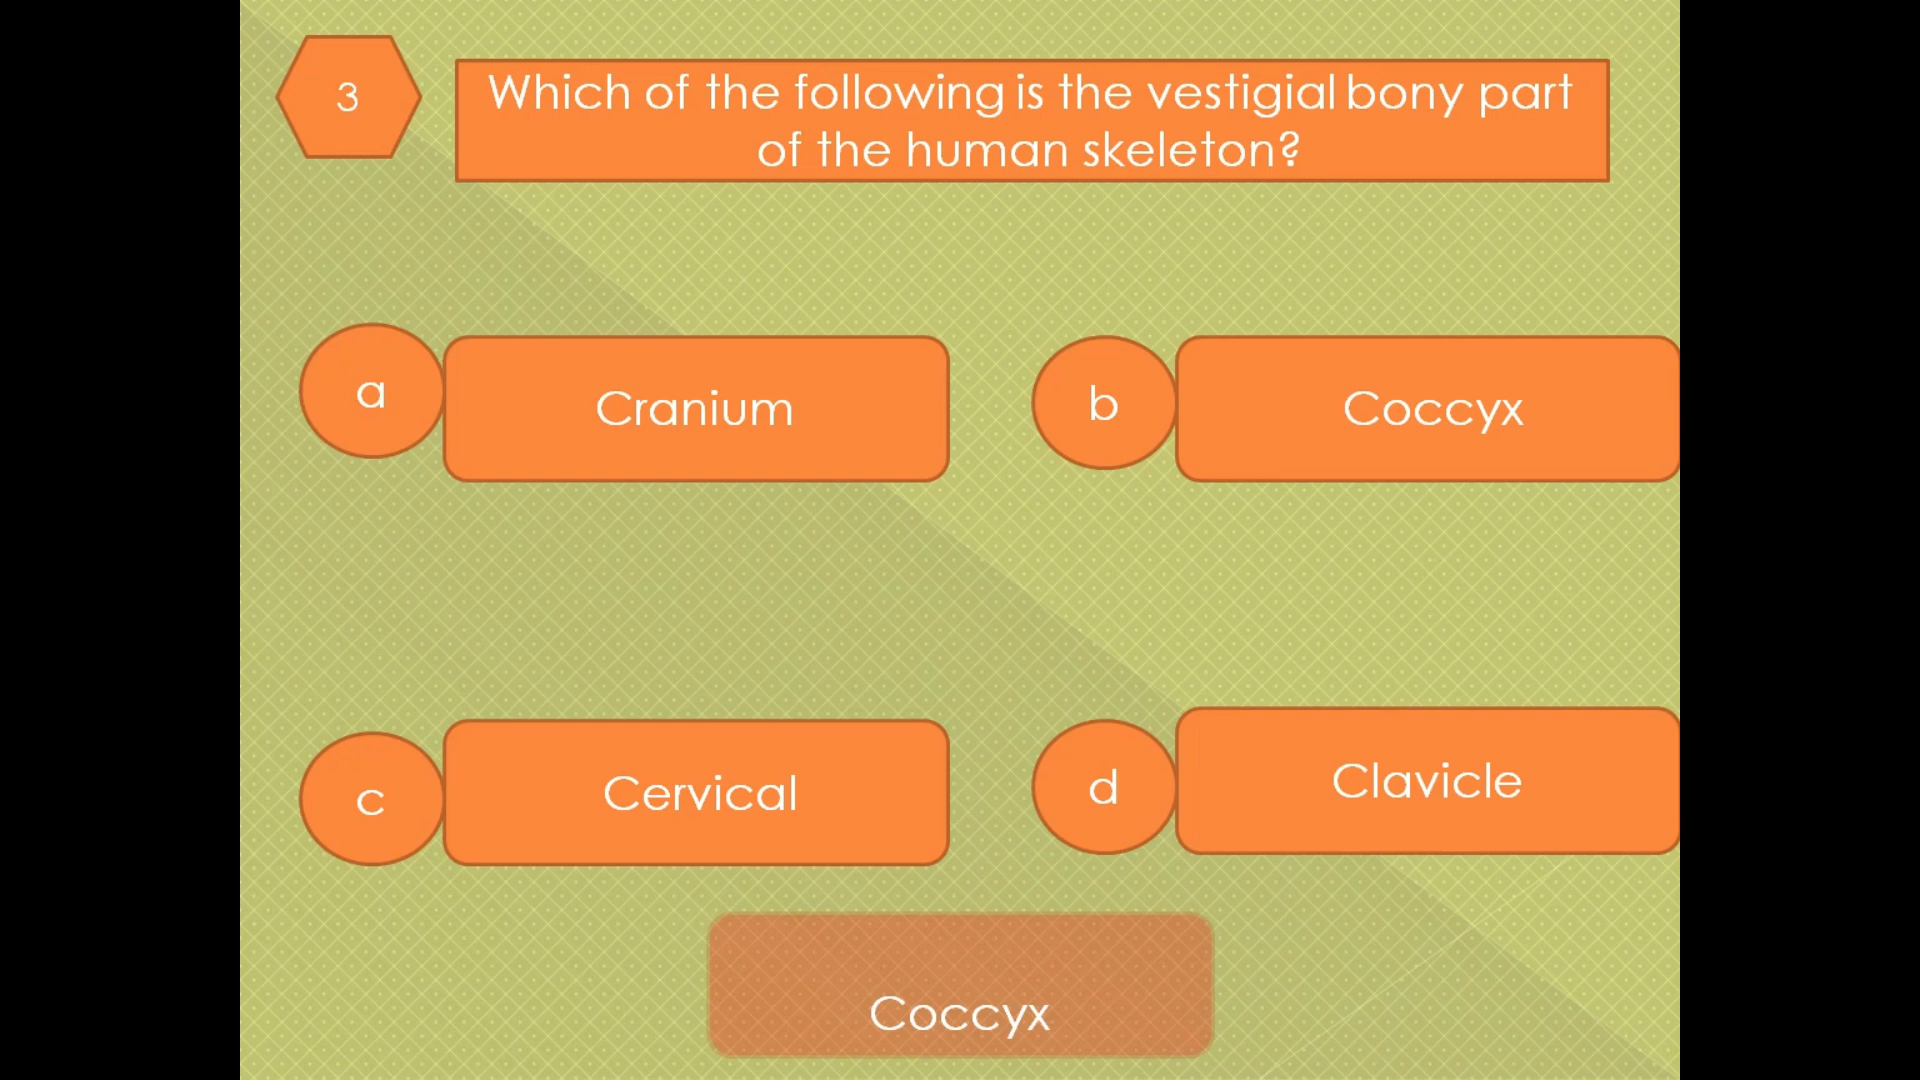 3
Which of the following is the vestigial bony part
of the human skeleton?
a
Cranium
b
Coccyx
c
Cervical
d
Clavicle
Coccyx